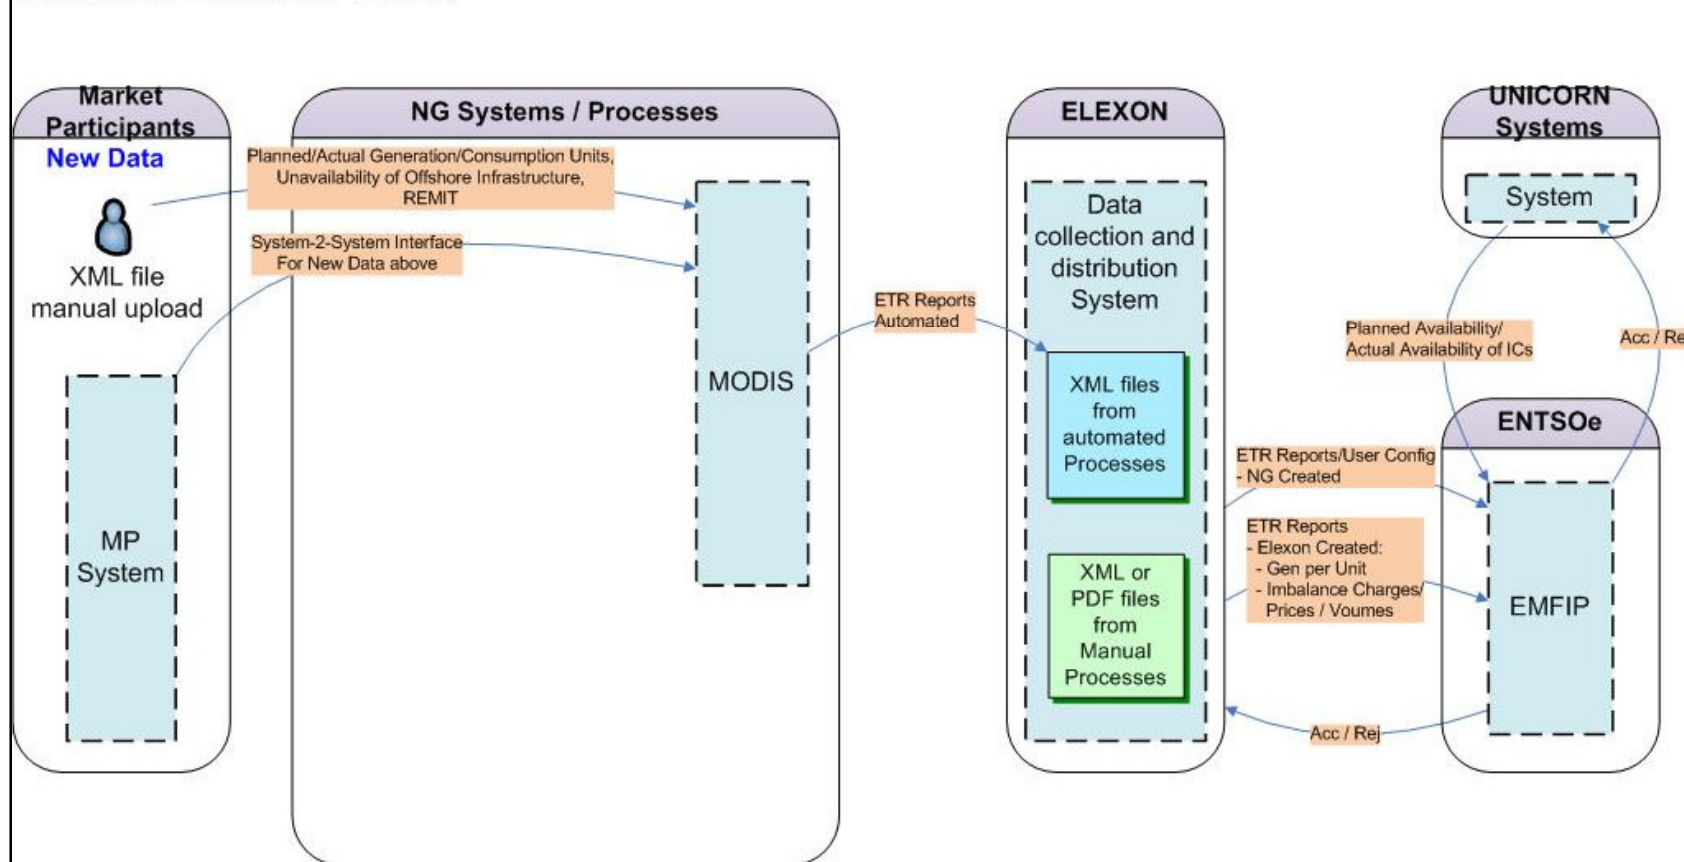 Market
Participants
New Data
XML file
manual upload
MP
System
NG Systems / Processes
Planned/Actual Generation/Consumption Units,
Unavailability of Offshore Infrastructure,
REMIT
System-2-System Interface
For New Data above
MODIS
ETR Reports
Automated
ELEXON
Data
collection and
distribution
System
XML files
from
automated
Processes
XML or
PDF files
from
Manual
Processes
ETR Reports/User Config
- NG Created
ETR Reports
- Elexon Created:
- Gen per Unit
- Imbalance Charges/
Prices / Voumes
Acc / Rej
UNICORN
Systems
System
Planned Availability/
Actual Availability of ICs
Acc / Re
ENTSOe
EMFIP